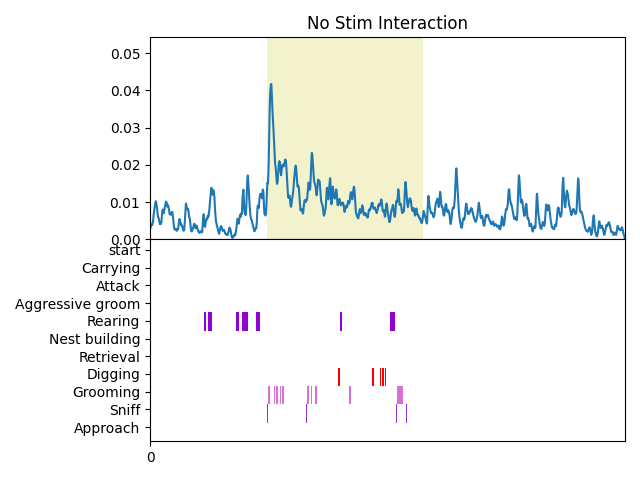 No Stim Interaction
0.05
0.04
0.03
0.02
0.01
0.00
start
Carrying
Attack
Aggressive groom
Rearing
Nest building
Retrieval
Digging
Grooming
Sniff
Approach
0